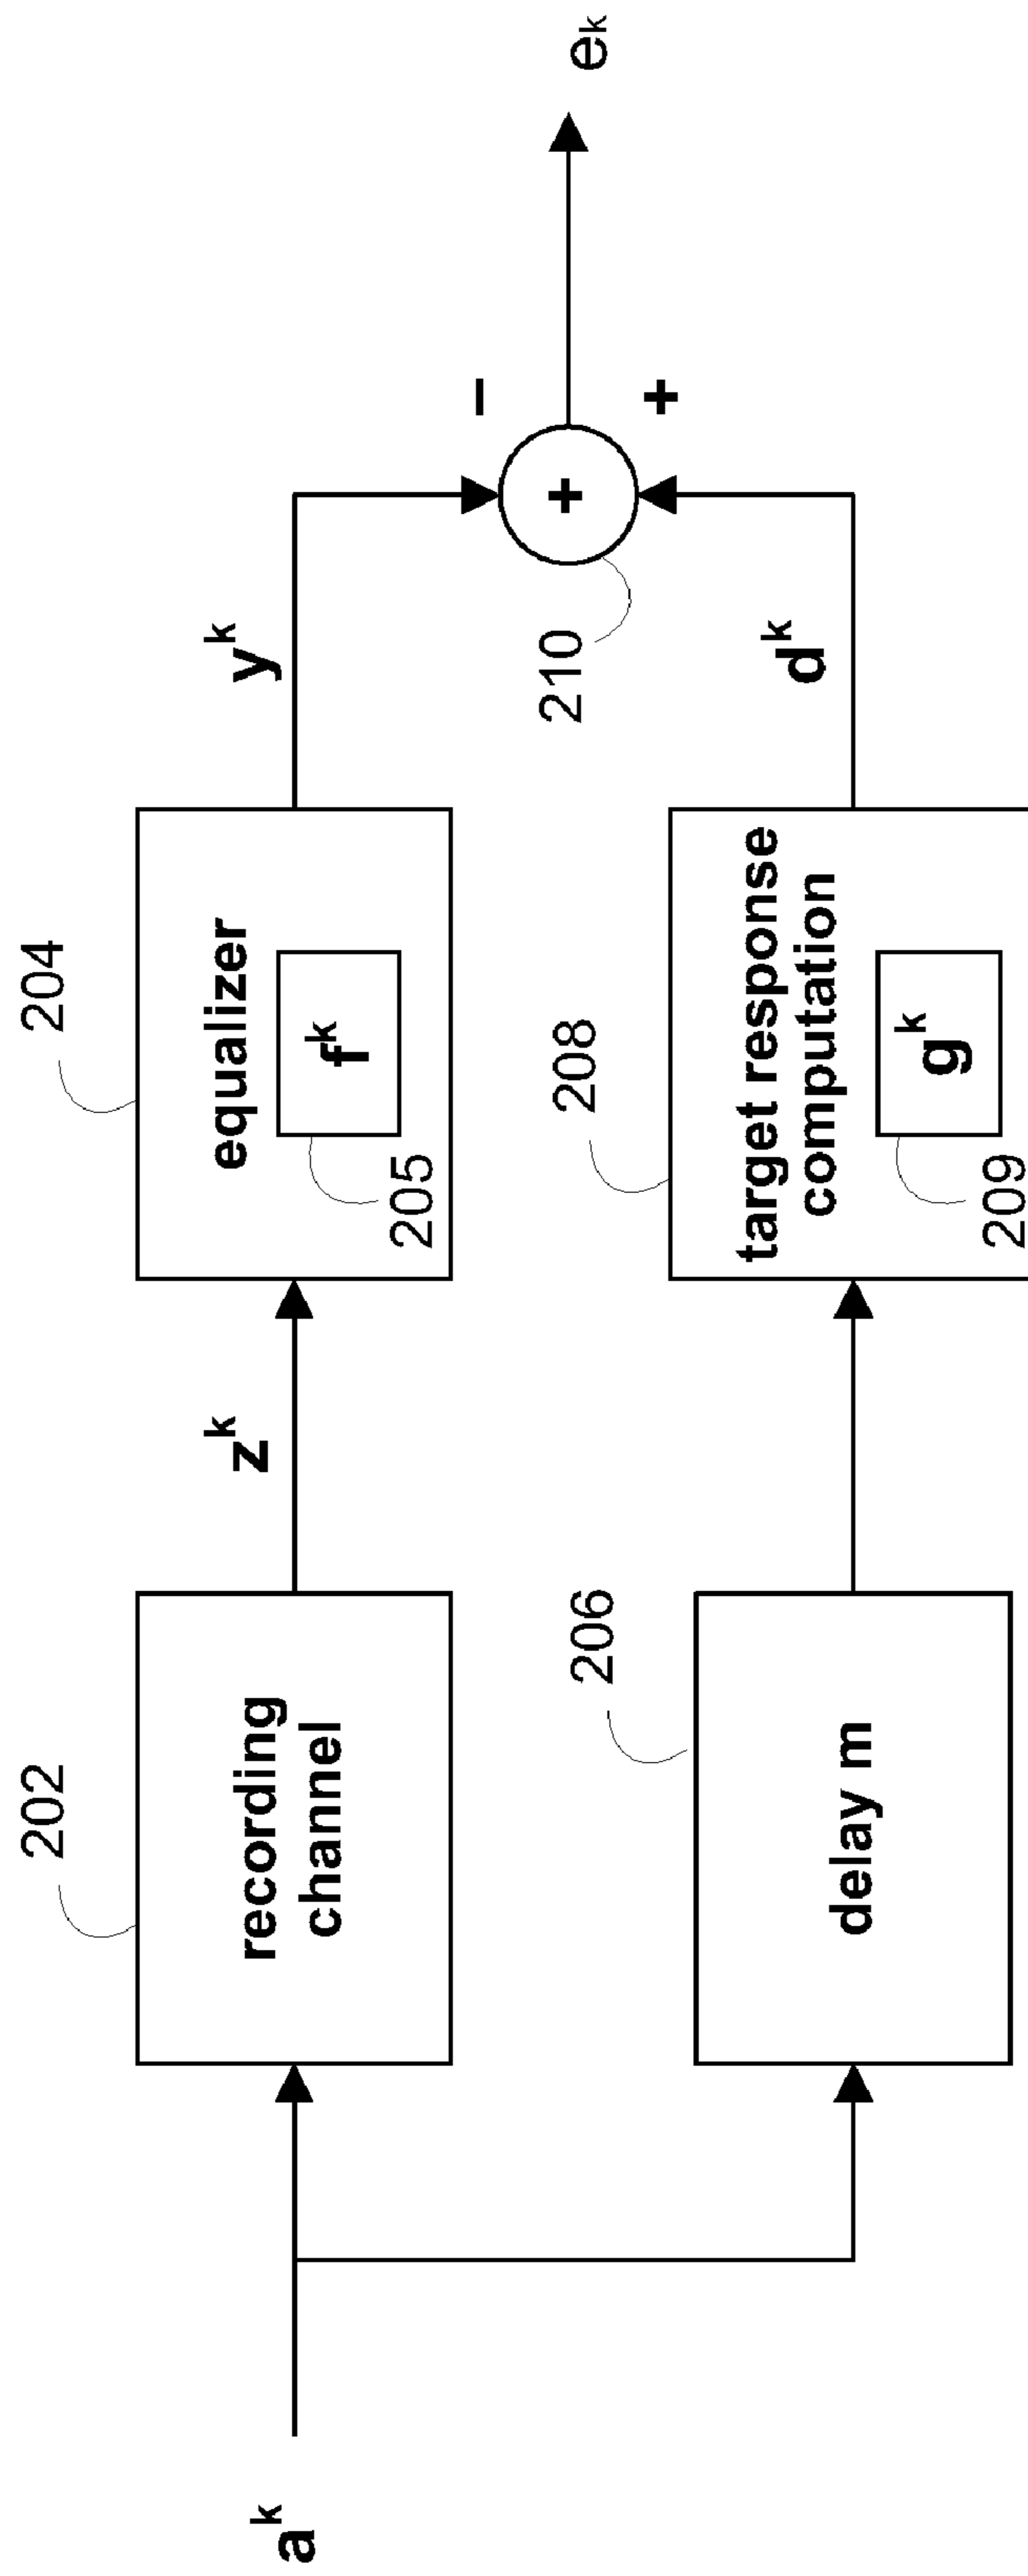 202
recording
channel
204
equalizer
f^k
205
a^k
z^k
y^k
−
+
e_k
+
210
206
delay m
208
target response
computation
g^k
209
d^k